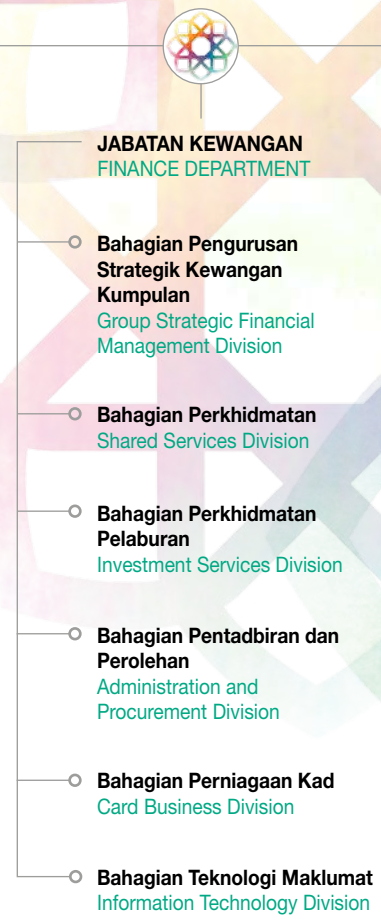 JABATAN KEWANGAN
FINANCE DEPARTMENT
Bahagian Pengurusan
Strategik Kewangan
Kumpulan
Group Strategic Financial
Management Division
Bahagian Perkhidmatan
Shared Services Division
Bahagian Perkhidmatan
Pelaburan
Investment Services Division
Bahagian Pentadbiran dan
Perolehan
Administration and
Procurement Division
Bahagian Perniagaan Kad
Card Business Division
Bahagian Teknologi Maklumat
Information Technology Division